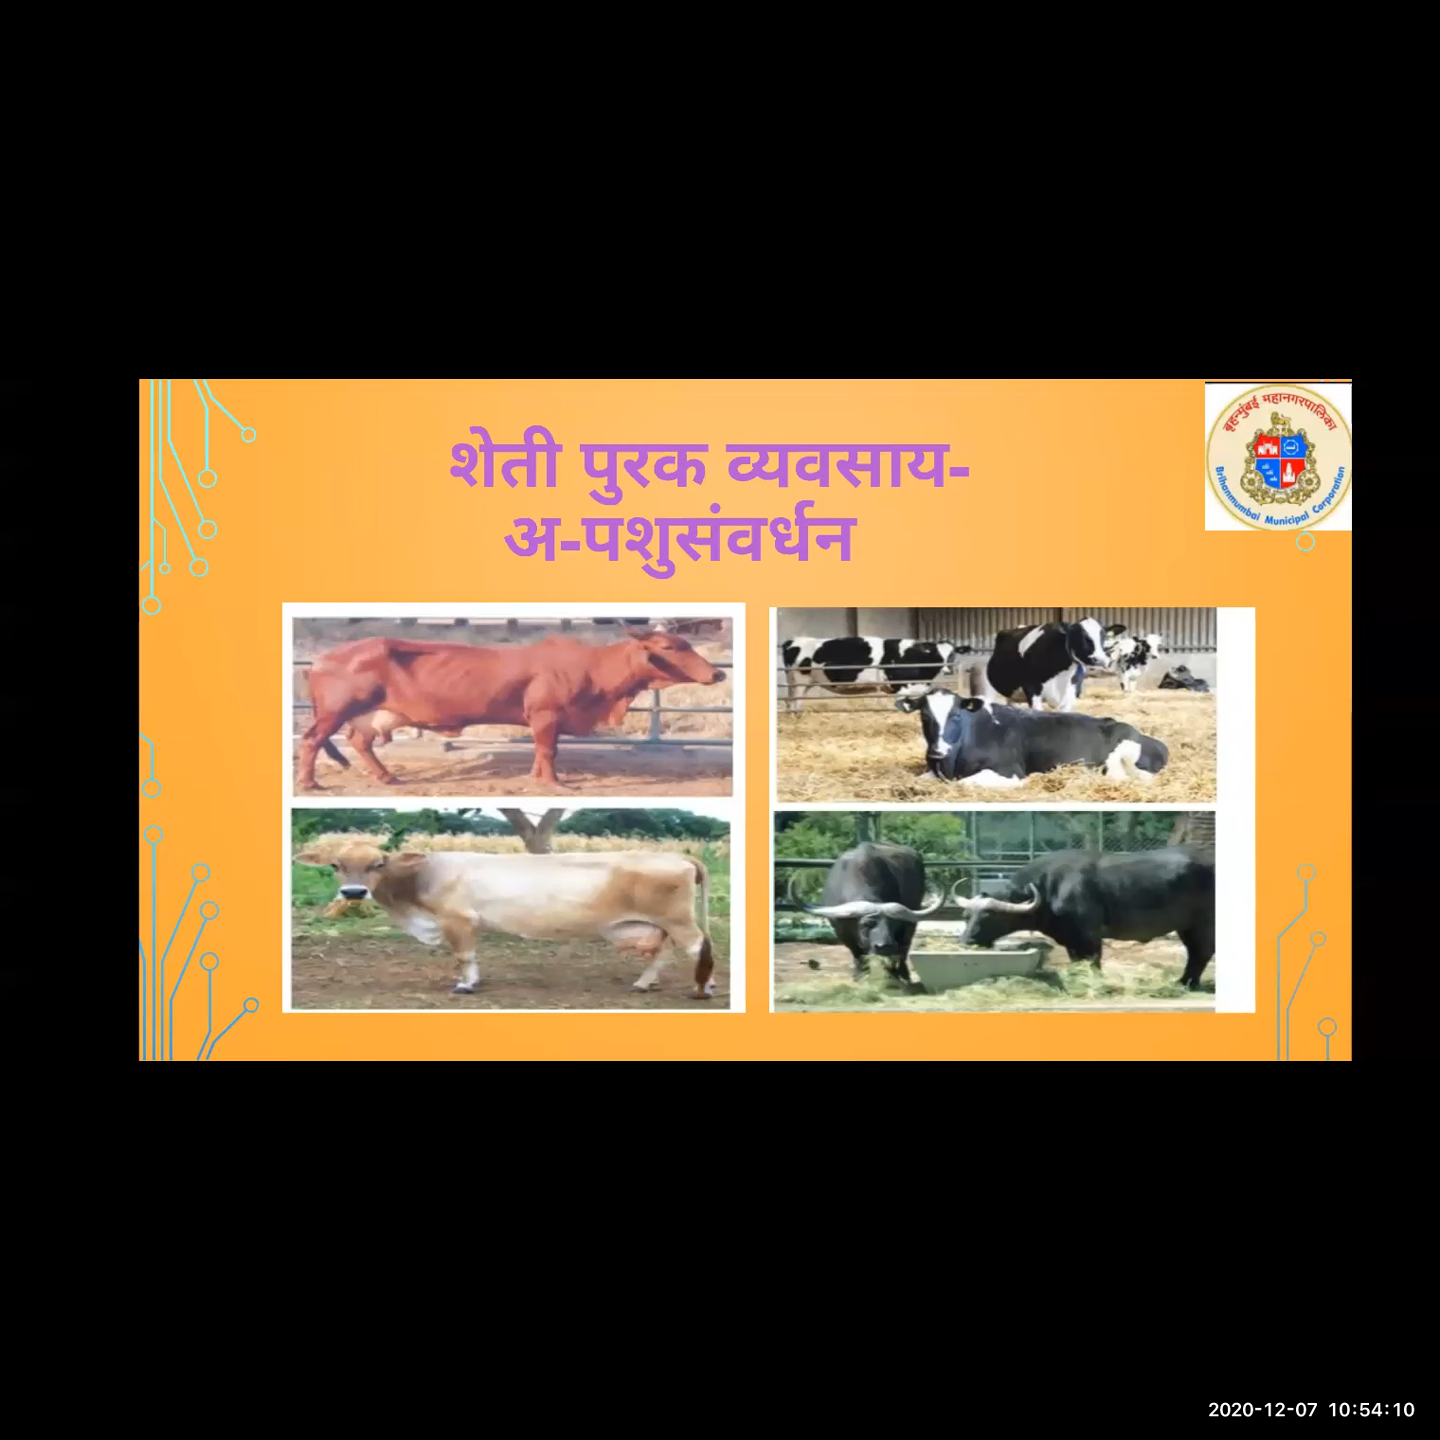 शेती पुरक व्यवसाय-
अ-पशुसंवर्धन
बृहन्मुंबई महानगरपालिका
Brihanmumbai Municipal Corporation
2020-12-07 10:54:10